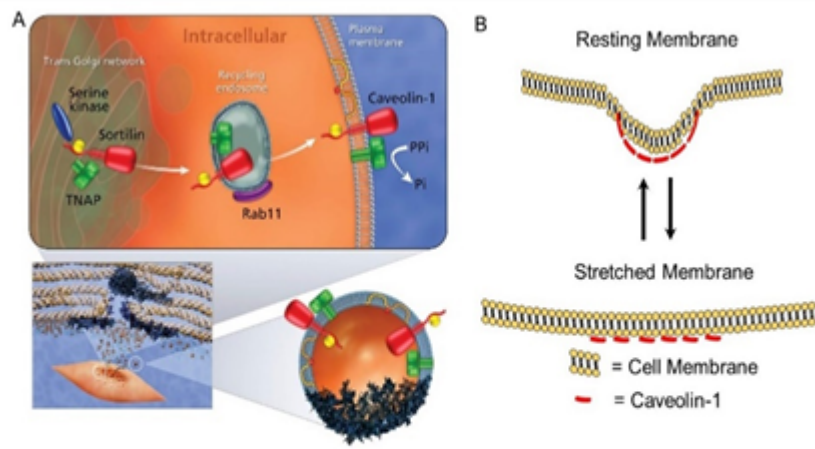 A
Intracellular
Plasma
membrane
Trans Golgi network
Recycling
endosome
Serine
kinase
Caveolin-1
Sortilin
PPi
TNAP
Pi
Rab11
B
Resting Membrane
Stretched Membrane
= Cell Membrane
= Caveolin-1